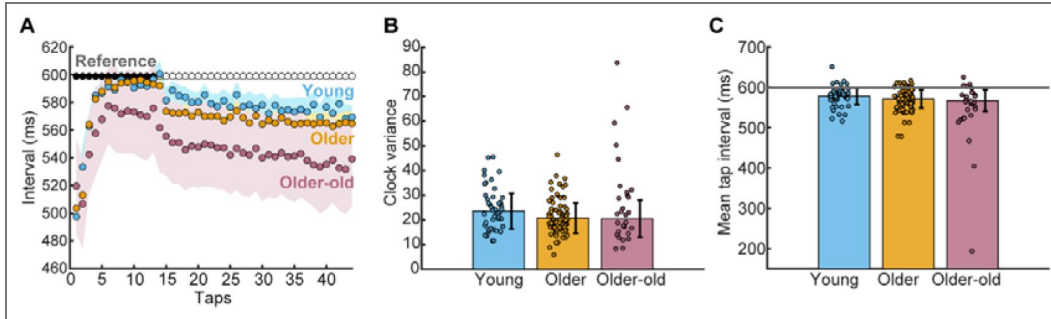 A
620
600
580
560
540
520
500
480
460
Interval (ms)
Reference
Young
Older
Older-old
0
5
10
15
20
25
30
35
40
Taps
B
90
80
70
60
50
40
30
20
10
0
Clock variance
Young
Older
Older-old
C
700
600
500
400
300
200
Mean tap interval (ms)
Young
Older
Older-old